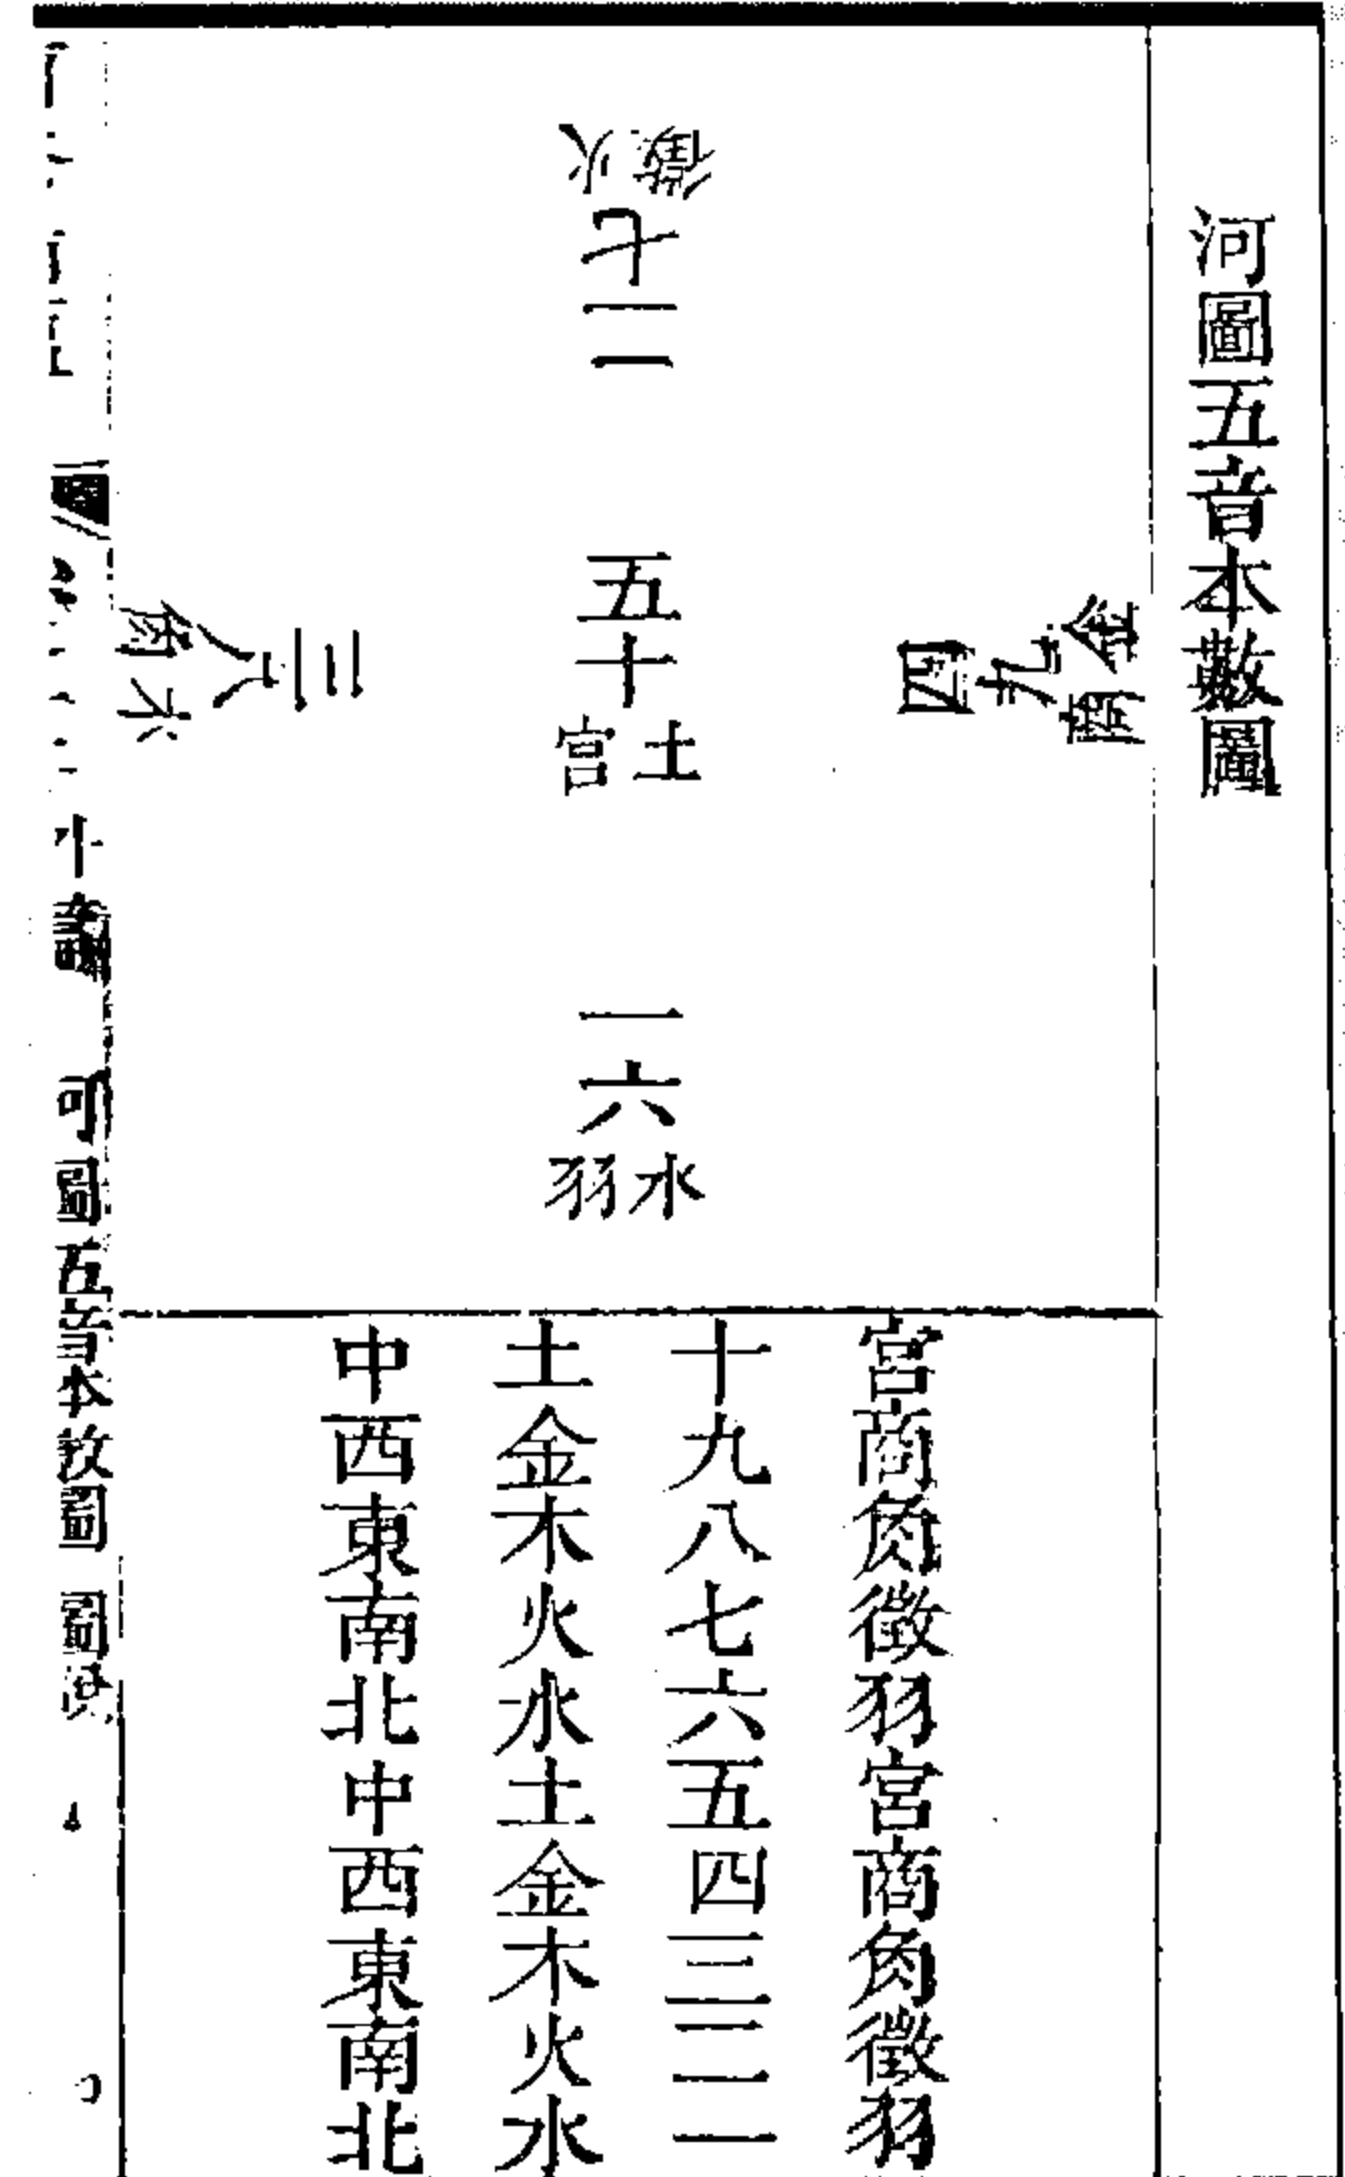 河圖五音本數圖
火徵
七二
五十
土宮
四九
金商
三八
角木
一六
水羽
宮商角徵羽宮商角徵羽
十九八七六五四三二一
土金木火水土金木火水
中西東南北中西東南北
河圖五音本數圖 圖說